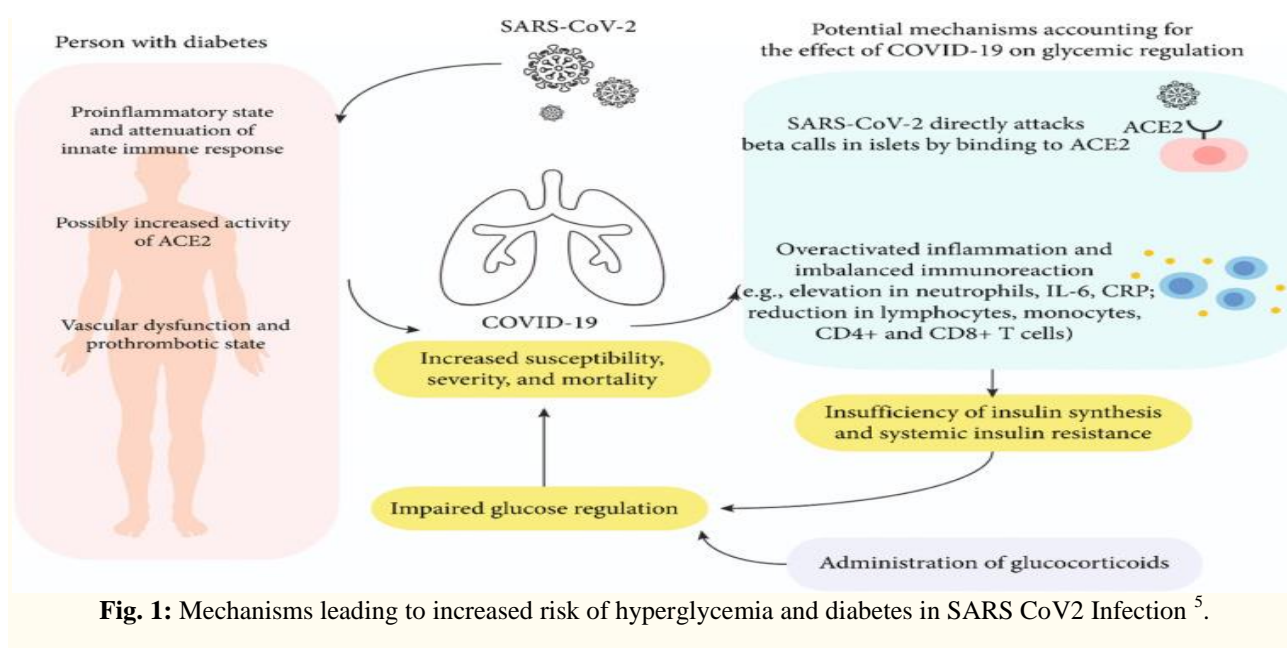 Person with diabetes
Proinflammatory state
and attenuation of
innate immune response
Possibly increased activity
of ACE2
Vascular dysfunction and
prothrombotic state
SARS-CoV-2
COVID-19
Increased susceptibility,
severity, and mortality
Impaired glucose regulation
Potential mechanisms accounting for
the effect of COVID-19 on glycemic regulation
SARS-CoV-2 directly attacks
beta calls in islets by binding to ACE2
ACE2
Overactivated inflammation and
imbalanced immunoreaction
(e.g., elevation in neutrophils, IL-6, CRP;
reduction in lymphocytes, monocytes,
CD4+ and CD8+ T cells)
Insufficiency of insulin synthesis
and systemic insulin resistance
Administration of glucocorticoids
Fig. 1: Mechanisms leading to increased risk of hyperglycemia and diabetes in SARS CoV2 Infection 5.